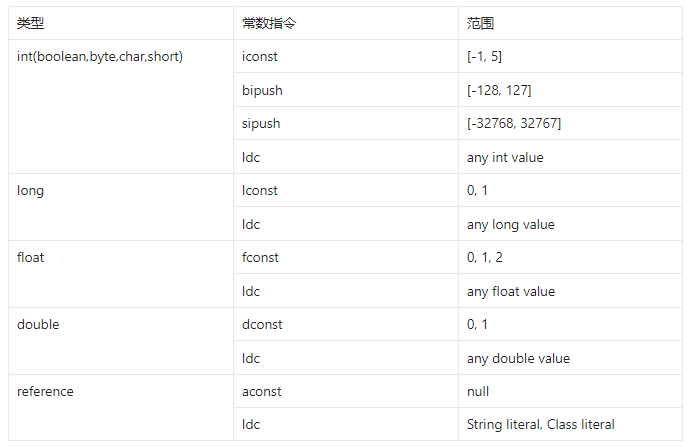 类型 常数指令 范围
int(boolean,byte,char,short) iconst [-1, 5]
bipush [-128, 127]
sipush [-32768, 32767]
ldc any int value
long lconst 0, 1
ldc any long value
float fconst 0, 1, 2
ldc any float value
double dconst 0, 1
ldc any double value
reference aconst null
ldc String literal, Class literal